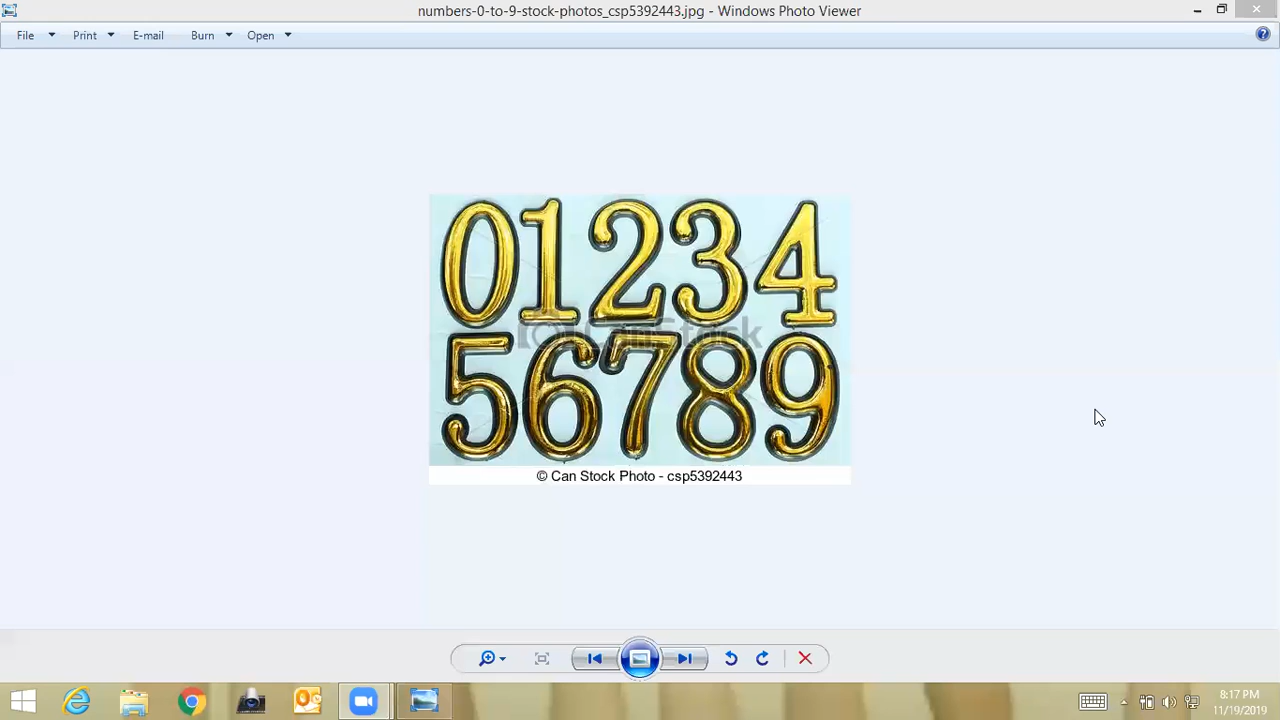 numbers-0-to-9-stock-photos_csp5392443.jpg - Windows Photo Viewer
File Print E-mail Burn Open
01234
CanStock
56789
© Can Stock Photo - csp5392443
8:17 PM
11/19/2019